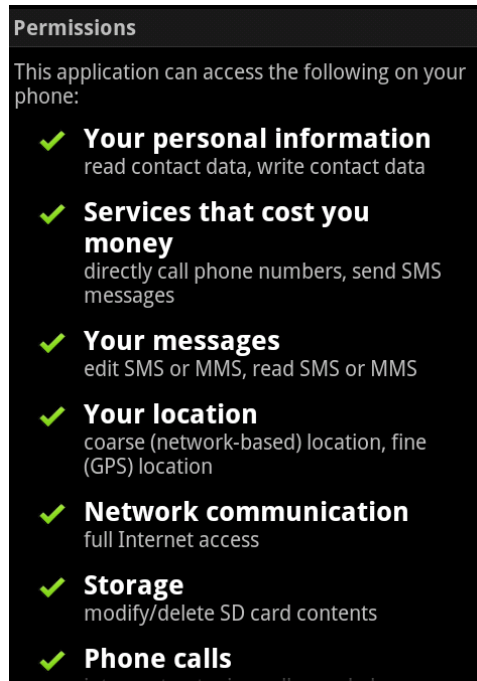 Permissions
This application can access the following on your
phone:
Your personal information
read contact data, write contact data
Services that cost you
money
directly call phone numbers, send SMS
messages
Your messages
edit SMS or MMS, read SMS or MMS
Your location
coarse (network-based) location, fine
(GPS) location
Network communication
full Internet access
Storage
modify/delete SD card contents
Phone calls